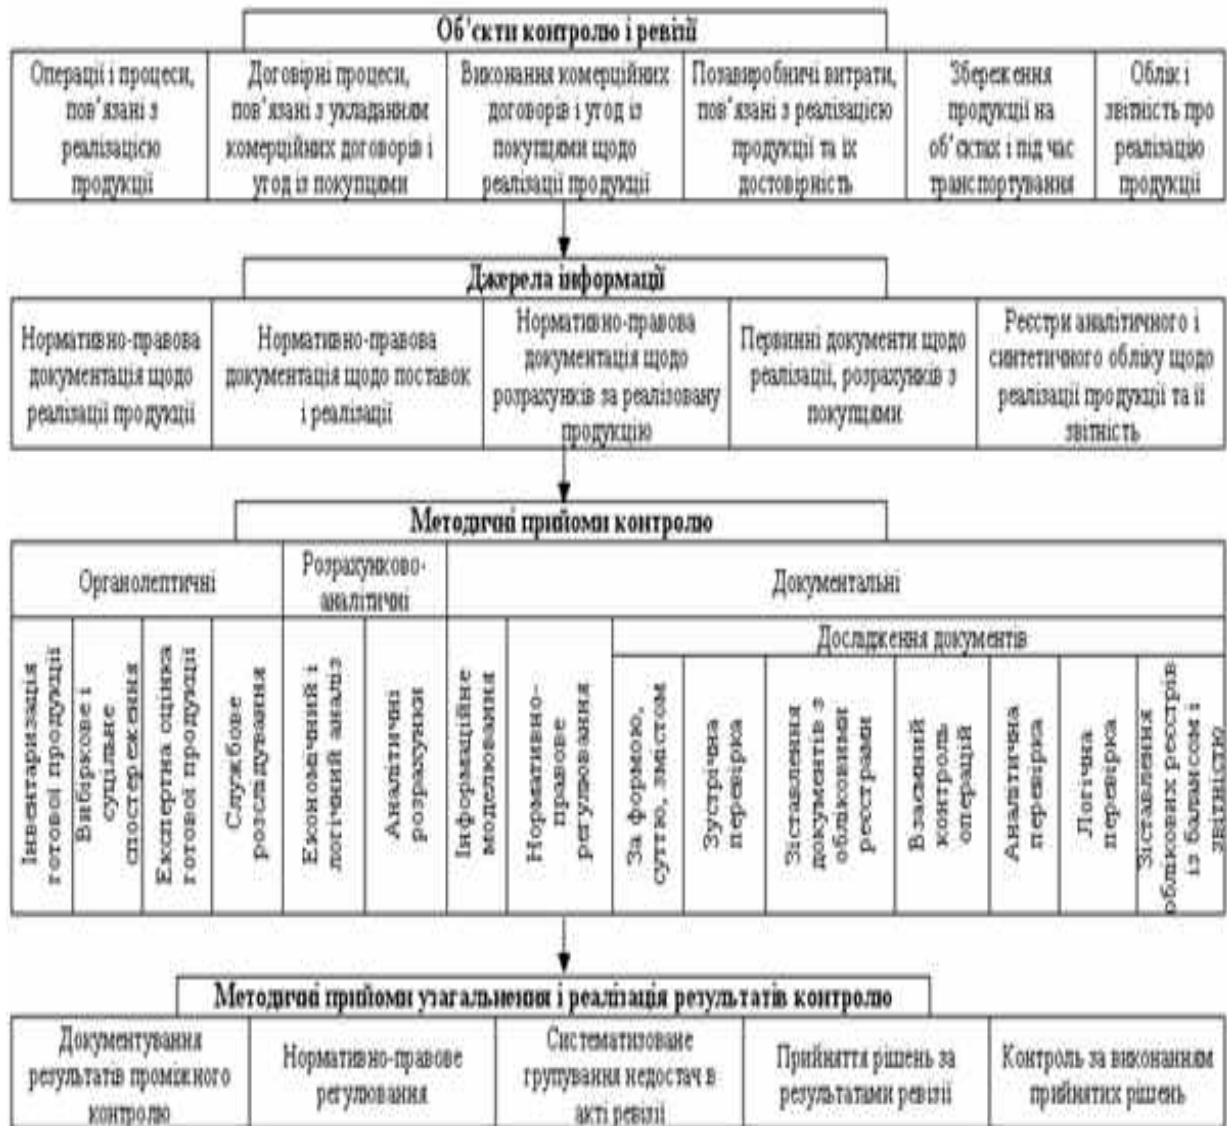 Об'єкти контролю і ревізії
Операції і процеси,
пов'язані з
реалізацією
продукції
Договірні процеси,
пов'язані з укладанням
комерційних договорів і
угод із покупцями
Виконання комерційних
договорів і угод із
покупцями щодо
реалізації продукції
Позавиробничі витрати,
пов'язані з реалізацією
продукції та їх
достовірність
Збереження
продукції на
об'єктах і під час
транспортування
Облік і
звітність про
реалізацію
продукції
Джерела інформації
Нормативно-правова
документація щодо
реалізації продукції
Нормативно-правова
документація щодо поставок
і реалізації
Нормативно-правова
документація щодо
розрахунків за реалізовану
продукцію
Первинні документи щодо
реалізації, розрахунків з
покупцями
Реєстри аналітичного і
синтетичного обліку щодо
реалізації продукції та її
звітність
Методичні прийоми контролю
Органолептичні
Розрахунково-
аналітичні
Документальні
Дослідження документів
Інвентаризація
готової продукції
Вибіркове і
суцільне
спостереження
Експертна оцінка
готової продукції
Службове
розслідування
Економічний і
логічний аналіз
Аналітичні
розрахунки
Інформаційне
моделювання
Нормативно-
правове
регулювання
За формою,
суттю, змістом
Зустрічна
перевірка
Зіставлення
документів з
обліковими
реєстрами
Взаємний
контроль
операцій
Аналітична
перевірка
Логічна
перевірка
Зіставлення
облікових реєстрів
із балансом і
звітністю
Методичні прийоми узагальнення і реалізація результатів контролю
Документування
результатів проміжного
контролю
Нормативно-правове
регулювання
Систематизоване
групування недостач в
акті ревізії
Прийняття рішень за
результатами ревізії
Контроль за виконанням
прийнятих рішень